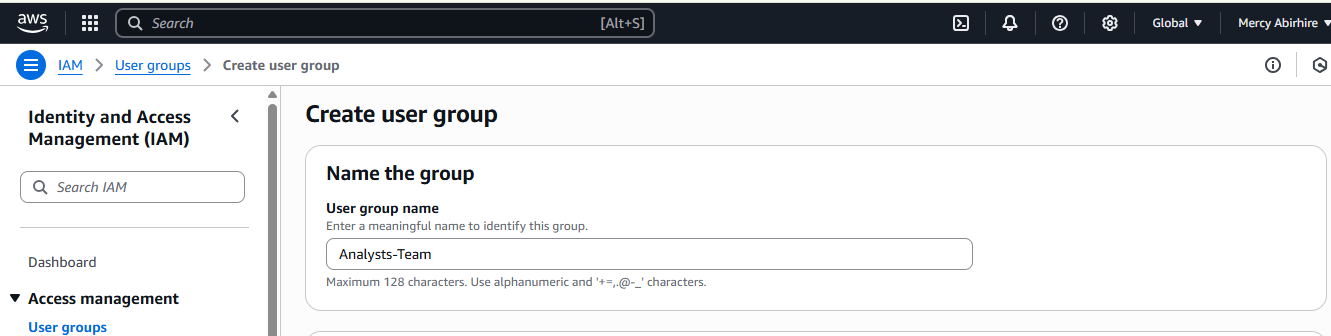 aws
Search [Alt+S]
Global
Mercy Abirhire
IAM > User groups > Create user group
Identity and Access
Management (IAM)
Search IAM
Dashboard
Access management
User groups
Create user group
Name the group
User group name
Enter a meaningful name to identify this group.
Analysts-Team
Maximum 128 characters. Use alphanumeric and '+=,.@-_' characters.